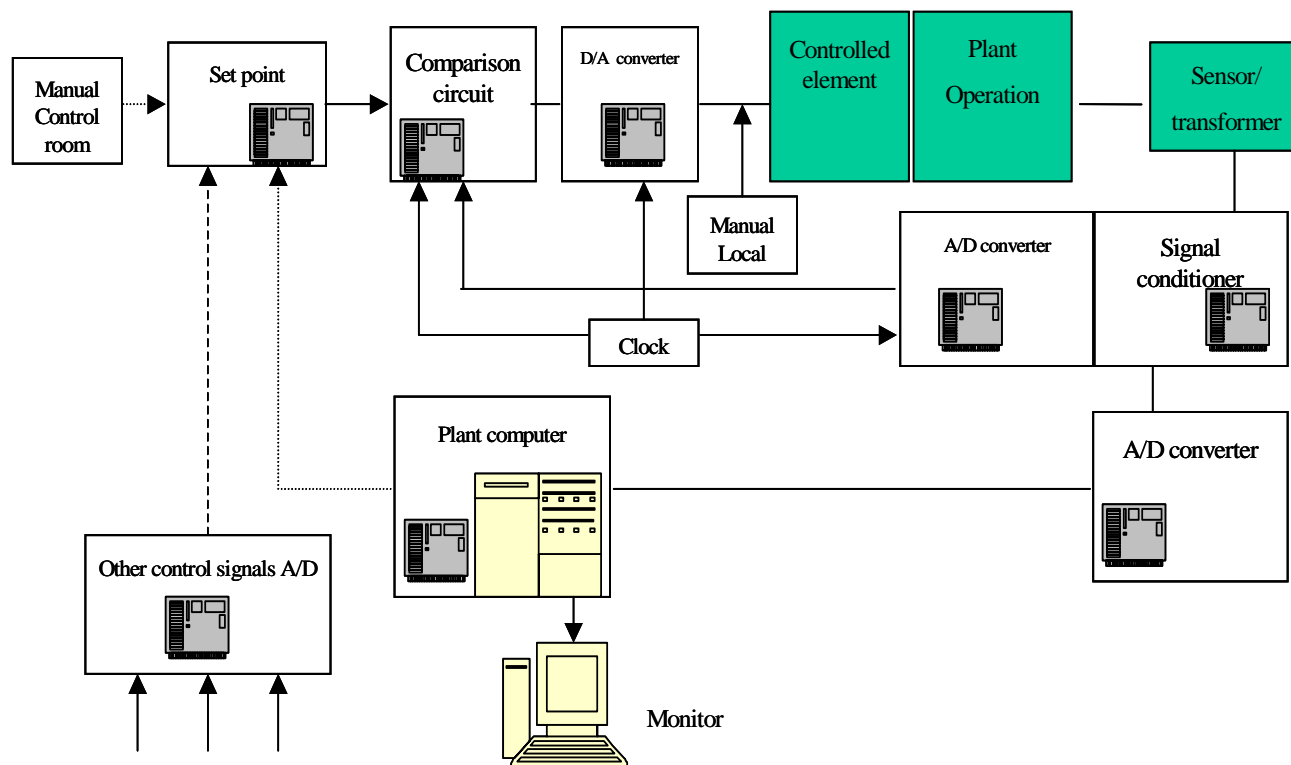 Manual
Control
room
Set point
Comparison
circuit
D/A converter
Controlled
element
Plant
Operation
Sensor/
transformer
Manual
Local
A/D converter
Signal
conditioner
Clock
Plant computer
A/D converter
Other control signals A/D
Monitor